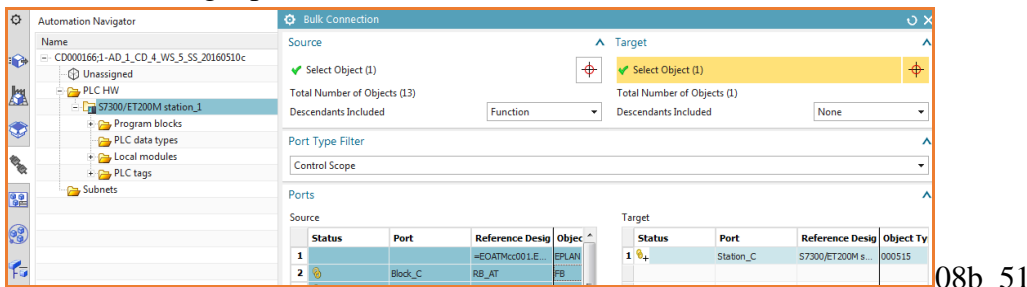 Automation Navigator
Name
CD000166;1-AD_1_CD_4_WS_5_SS_20160510c
Unassigned
PLC HW
S7300/ET200M station_1
Program blocks
PLC data types
Local modules
PLC tags
Subnets
Bulk Connection
Source
Select Object (1)
Total Number of Objects (13)
Descendants Included Function
Target
Select Object (1)
Total Number of Objects (1)
Descendants Included None
Port Type Filter
Control Scope
Ports
Source
Status Port Reference Desig Objec
1 =EOATMcc001.E... EPLAN
2 Block_C RB_AT FB
Target
Status Port Reference Desig Object Ty
1 Station_C S7300/ET200M s... 000515
08b_51